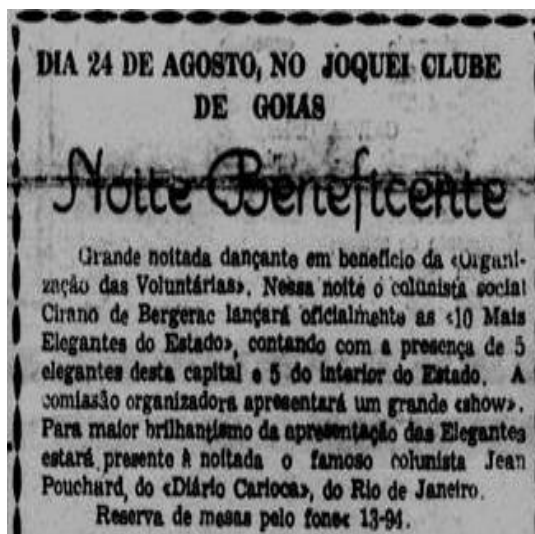 DIA 24 DE AGOSTO, NO JOQUEI CLUBE
DE GOIÁS
Noite Beneficente
Grande noitada dançante em benefício da «Organi-
zação das Voluntárias». Nessa noite o colunista social
Cirano de Bergerac lançará oficialmente as «10 Mais
Elegantes do Estado», contando com a presença de 5
elegantes desta capital e 5 do interior do Estado. A
comissão organizadora apresentará um grande «show».
Para maior brilhantismo da apresentação das Elegantes
estará presente à noitada o famoso colunista Jean
Pouchard, do «Diário Carioca», do Rio de Janeiro.
Reserva de mesas pelo fone: 13-94.